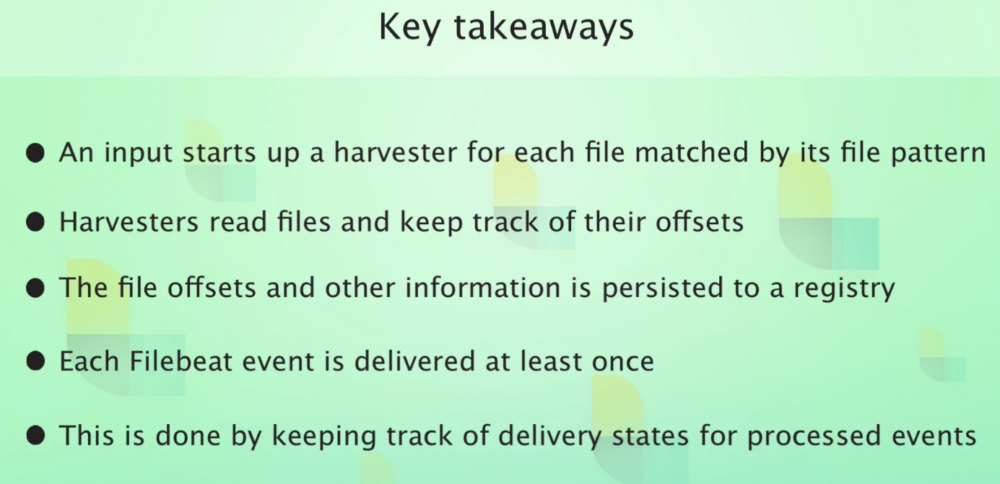 Key takeaways
● An input starts up a harvester for each file matched by its file pattern
● Harvesters read files and keep track of their offsets
● The file offsets and other information is persisted to a registry
● Each Filebeat event is delivered at least once
● This is done by keeping track of delivery states for processed events